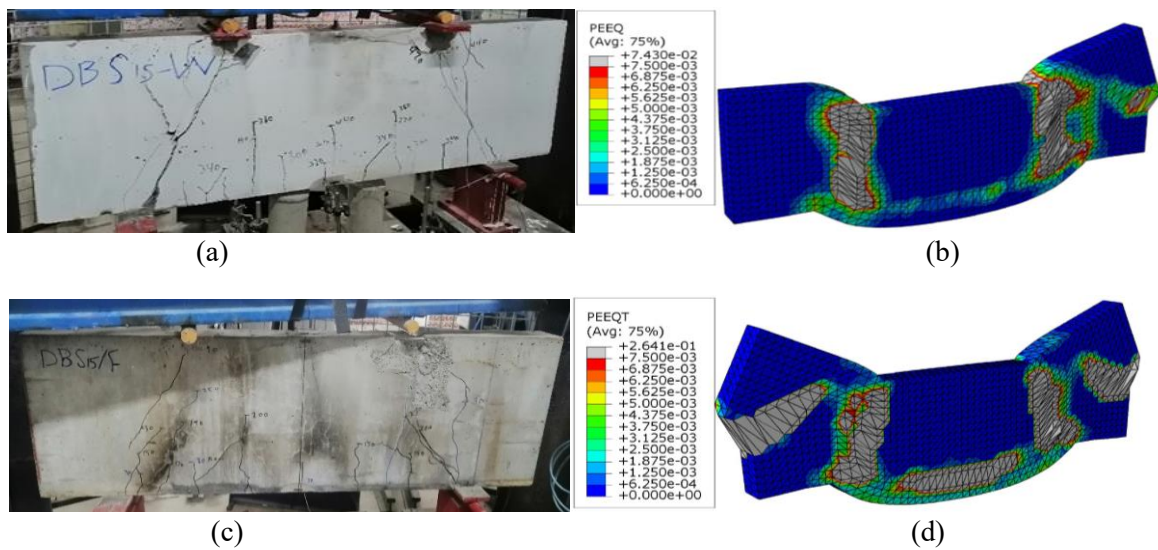 DBS15-W
340
PEEQ
(Avg: 75%)
+7.430e-02
+7.500e-03
+6.875e-03
+6.250e-03
+5.625e-03
+5.000e-03
+4.375e-03
+3.750e-03
+3.125e-03
+2.500e-03
+1.875e-03
+1.250e-03
+6.250e-04
+0.000e+00
(a)
(b)
DBS15/F
200
PEEQT
(Avg: 75%)
+2.641e-01
+7.500e-03
+6.875e-03
+6.250e-03
+5.625e-03
+5.000e-03
+4.375e-03
+3.750e-03
+3.125e-03
+2.500e-03
+1.875e-03
+1.250e-03
+6.250e-04
+0.000e+00
(c)
(d)